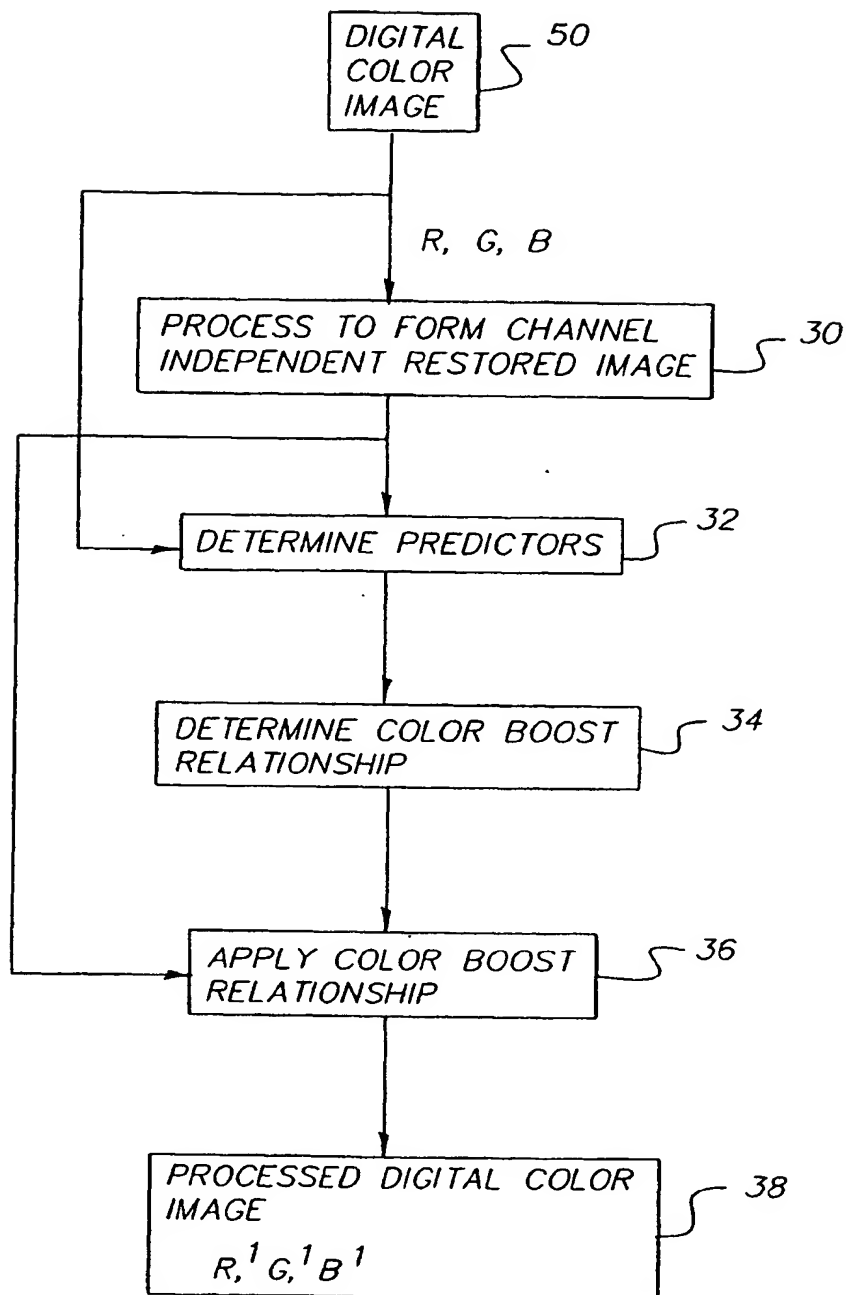 DIGITAL
COLOR
IMAGE
50
R, G, B
PROCESS TO FORM CHANNEL
INDEPENDENT RESTORED IMAGE
30
DETERMINE PREDICTORS
32
DETERMINE COLOR BOOST
RELATIONSHIP
34
APPLY COLOR BOOST
RELATIONSHIP
36
PROCESSED DIGITAL COLOR
IMAGE
R,¹ G,¹ B¹
38